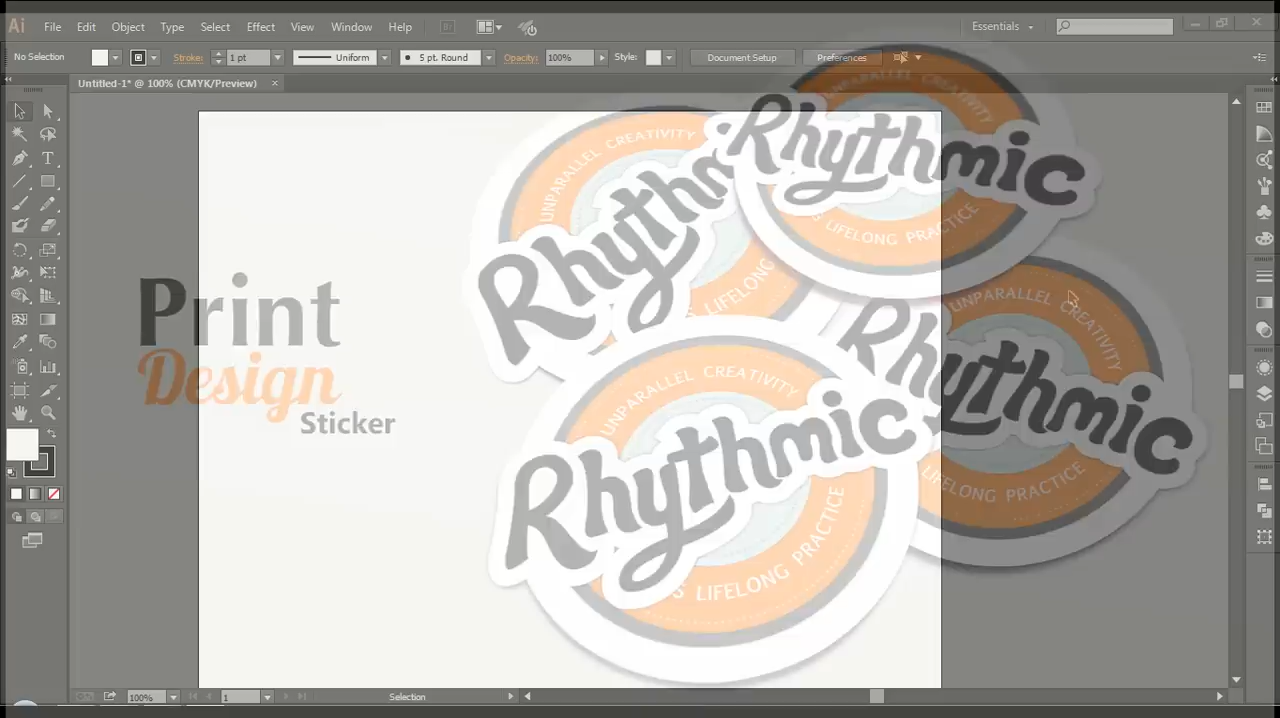 Ai File Edit Object Type Select Effect View Window Help Br Essentials
No Selection Stroke: 1 pt Uniform 5 pt. Round Opacity: 100% Style: Document Setup Preferences
Untitled-1* @ 100% (CMYK/Preview)
Print
Design
Sticker
UNPARALLEL CREATIVITY
Rhythmic
LIFELONG PRACTICE
UNPARALLEL CREATIVITY
Rhythm
LIFELONG
UNPARALLEL CREATIVITY
Rhythmic
LIFELONG PRACTICE
UNPARALLEL CREATIVITY
Rhythmic
S LIFELONG PRACTICE
100% 1 Selection